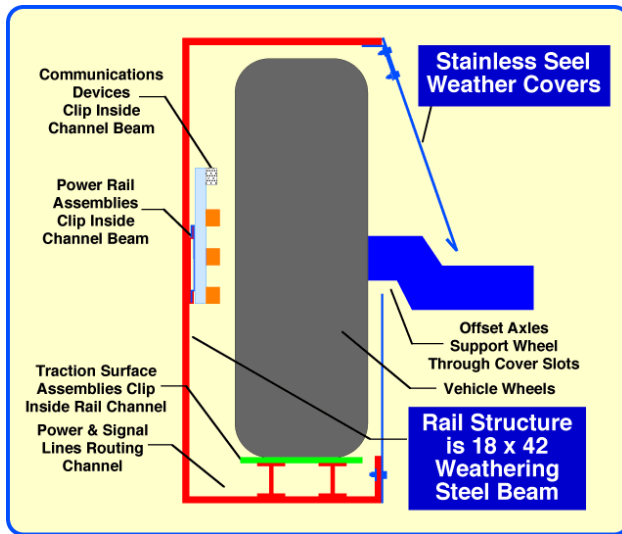 Communications
Devices
Clip Inside
Channel Beam
Stainless Seel
Weather Covers
Power Rail
Assemblies
Clip Inside
Channel Beam
Offset Axles
Support Wheel
Through Cover Slots
Vehicle Wheels
Traction Surface
Assemblies Clip
Inside Rail Channel
Power & Signal
Lines Routing
Channel
Rail Structure
is 18 x 42
Weathering
Steel Beam